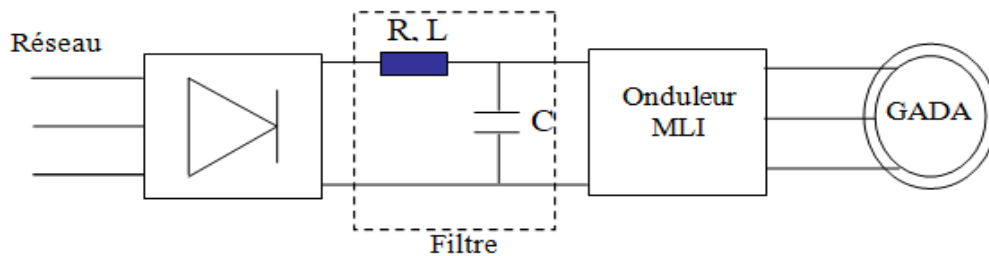 Réseau
R, L
C
Onduleur
MLI
GADA
Filtre